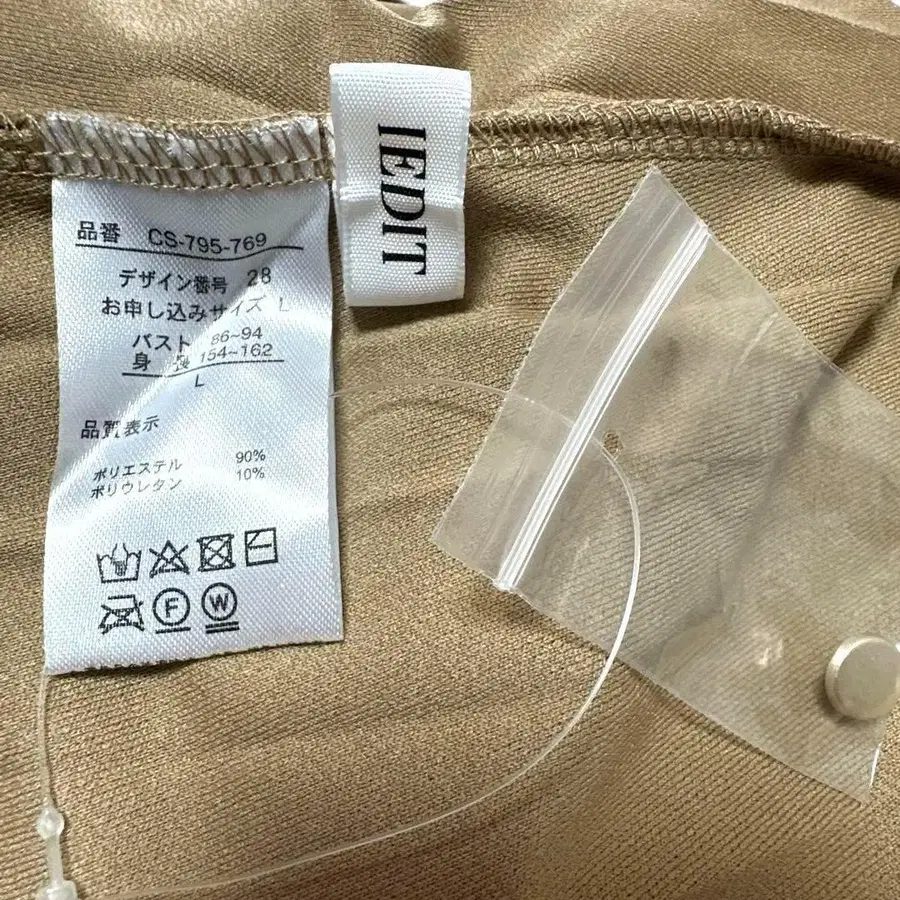 IEDIT
品番 CS-795-769
デザイン番号 28
お申し込みサイズ L
バスト 86~94
身 長 154~162
L
品質表示
ポリエステル 90%
ポリウレタン 10%
F W